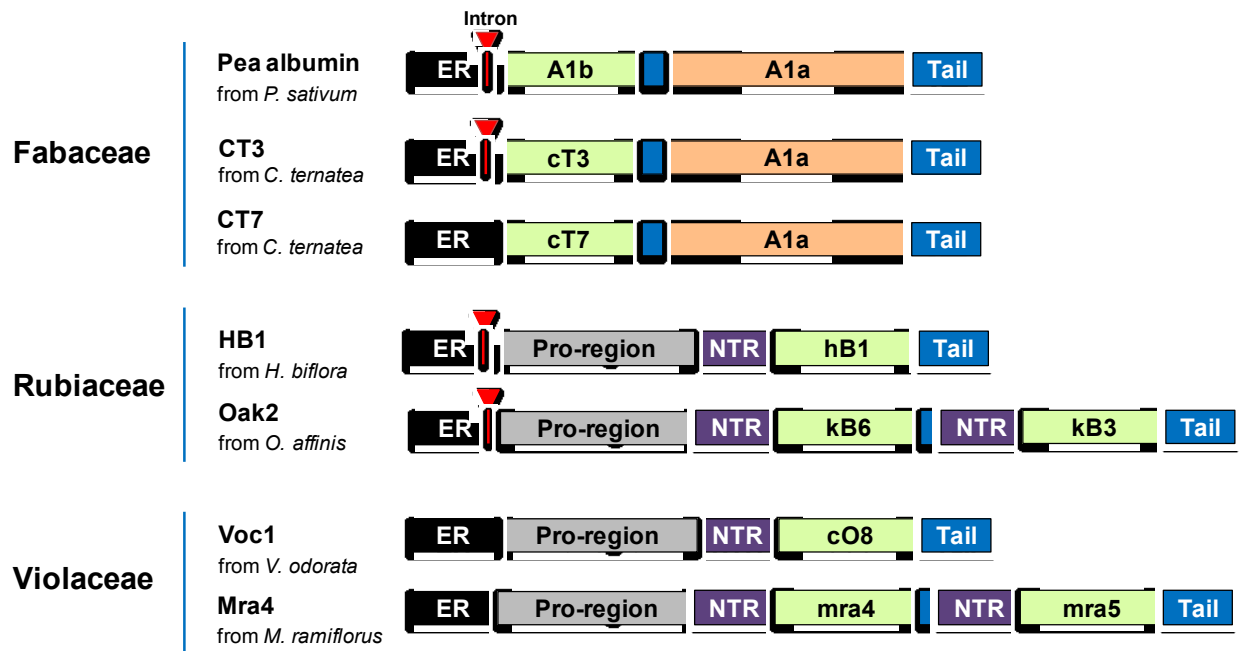 Intron
Fabaceae
Pea albumin
from P. sativum
ER A1b A1a Tail
CT3
from C. ternatea
ER cT3 A1a Tail
CT7
from C. ternatea
ER cT7 A1a Tail
Rubiaceae
HB1
from H. biflora
ER Pro-region NTR hB1 Tail
Oak2
from O. affinis
ER Pro-region NTR kB6 NTR kB3 Tail
Violaceae
Voc1
from V. odorata
ER Pro-region NTR cO8 Tail
Mra4
from M. ramiflorus
ER Pro-region NTR mra4 NTR mra5 Tail